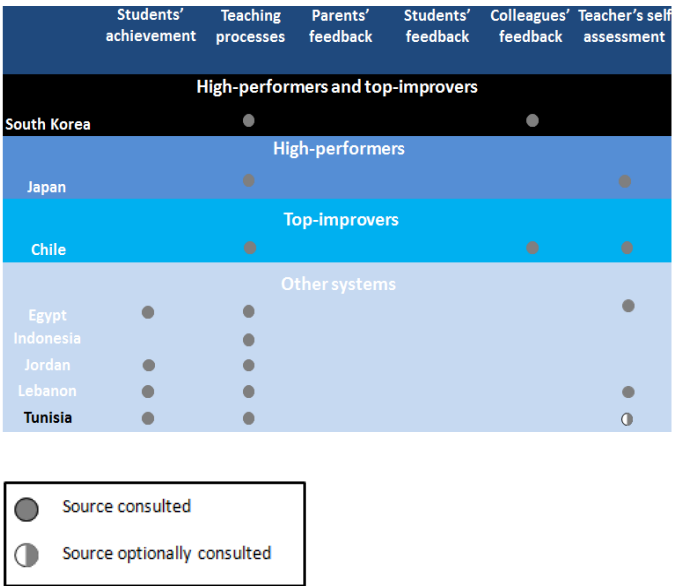 Students’ Teaching Parents’ Students’ Colleagues’ Teacher’s self
achievement processes feedback feedback feedback assessment
High-performers and top-improvers
South Korea
High-performers
Japan
Top-improvers
Chile
Other systems
Egypt
Indonesia
Jordan
Lebanon
Tunisia
Source consulted
Source optionally consulted